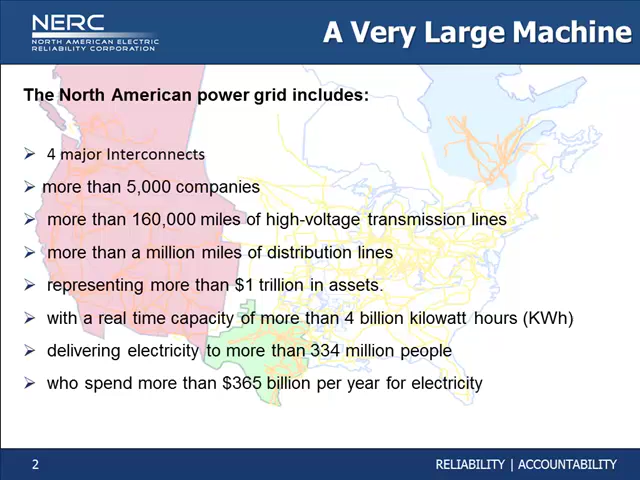 NERC
NORTH AMERICAN ELECTRIC
RELIABILITY CORPORATION
A Very Large Machine
The North American power grid includes:
➢ 4 major Interconnects
➢ more than 5,000 companies
➢ more than 160,000 miles of high-voltage transmission lines
➢ more than a million miles of distribution lines
➢ representing more than $1 trillion in assets.
➢ with a real time capacity of more than 4 billion kilowatt hours (KWh)
➢ delivering electricity to more than 334 million people
➢ who spend more than $365 billion per year for electricity
2
RELIABILITY | ACCOUNTABILITY